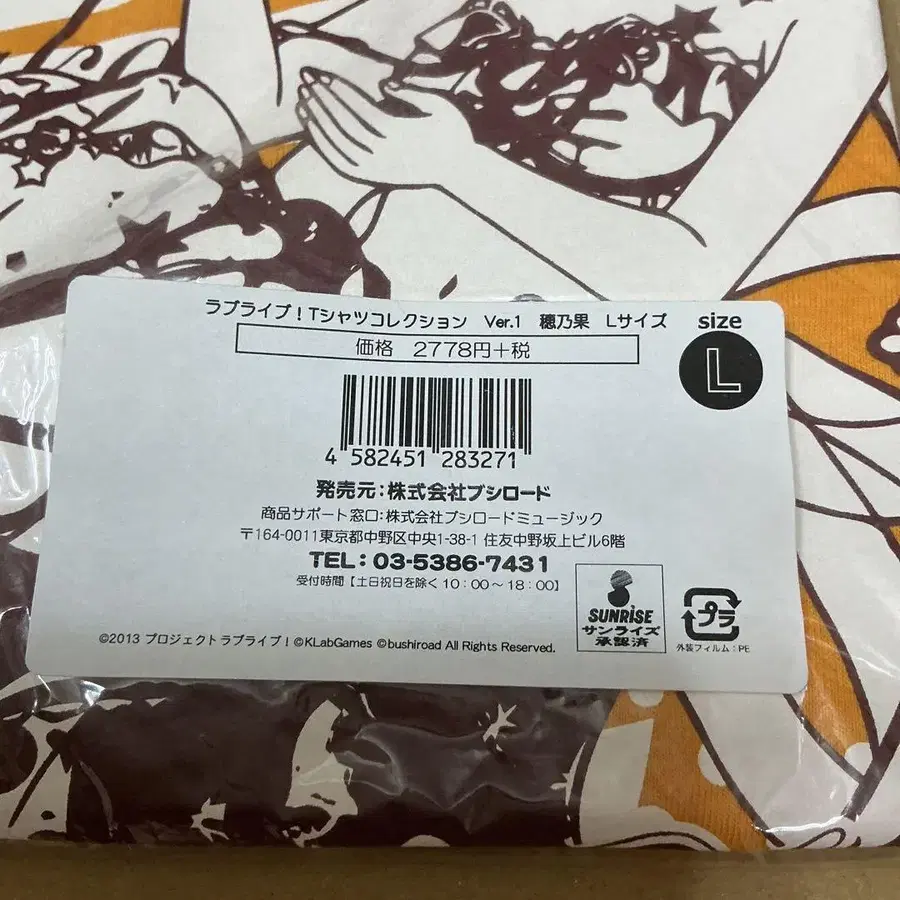 ラブライブ！Tシャツコレクション Ver.1 穂乃果 Lサイズ
size
価格 2778円+税
L
4 582451 283271
発売元：株式会社ブシロード
商品サポート窓口：株式会社ブシロードミュージック
〒164-0011東京都中野区中央1-38-1 住友中野坂上ビル6階
TEL：03-5386-7431
受付時間【土日祝日を除く10：00～18：00】
SUNRISE
サンライズ
承認済
プラ
外装フィルム：PE
©2013 プロジェクトラブライブ！©KLabGames ©bushiroad All Rights Reserved.